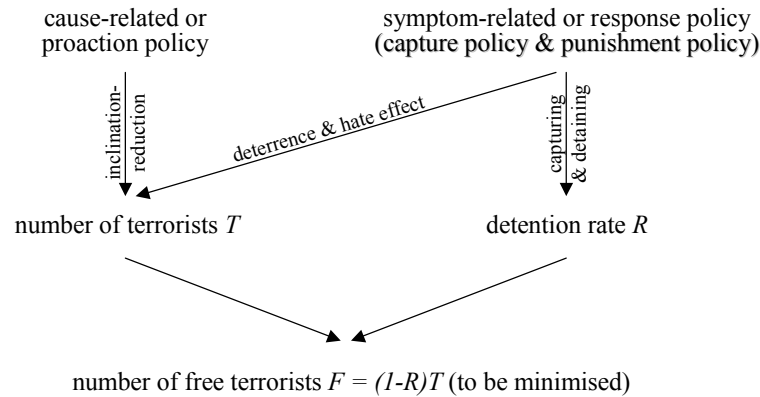 cause-related or
proaction policy
symptom-related or response policy
(capture policy & punishment policy)
inclination-
reduction
deterrence & hate effect
capturing
& detaining
number of terrorists T
detention rate R
number of free terrorists F = (1-R)T (to be minimised)